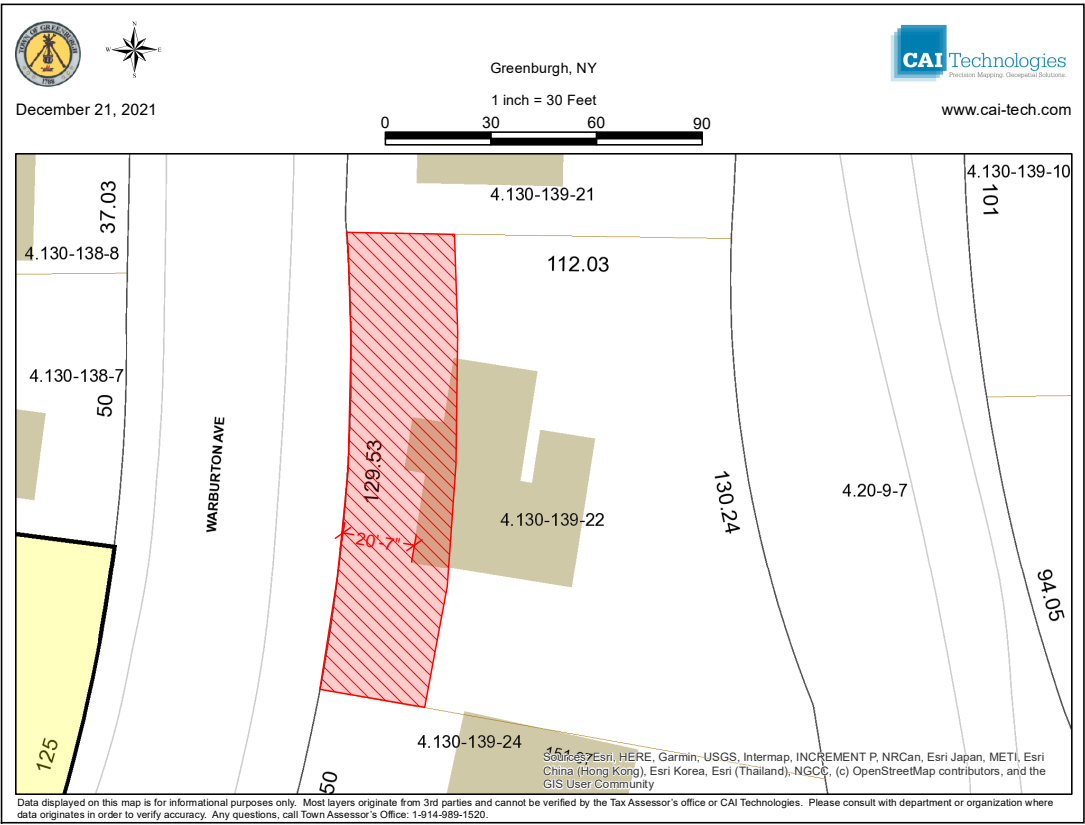 TOWN OF GREENBURGH
1788
N
W E
S
Greenburgh, NY
CAI Technologies
Precision Mapping. Geospatial Solutions.
December 21, 2021
1 inch = 30 Feet
www.cai-tech.com
0 30 60 90
4.130-139-10
101
4.130-139-21
37.03
4.130-138-8
112.03
4.130-138-7
50
WARBURTON AVE
129.53
4.130-139-22
130.24
4.20-9-7
20'-7"
94.05
4.130-139-24
125
50
Sources: Esri, HERE, Garmin, USGS, Intermap, INCREMENT P, NRCan, Esri Japan, METI, Esri
China (Hong Kong), Esri Korea, Esri (Thailand), NGCC, (c) OpenStreetMap contributors, and the
GIS User Community
Data displayed on this map is for informational purposes only. Most layers originate from 3rd parties and cannot be verified by the Tax Assessor's office or CAI Technologies. Please consult with department or organization where
data originates in order to verify accuracy. Any questions, call Town Assessor's Office: 1-914-989-1520.